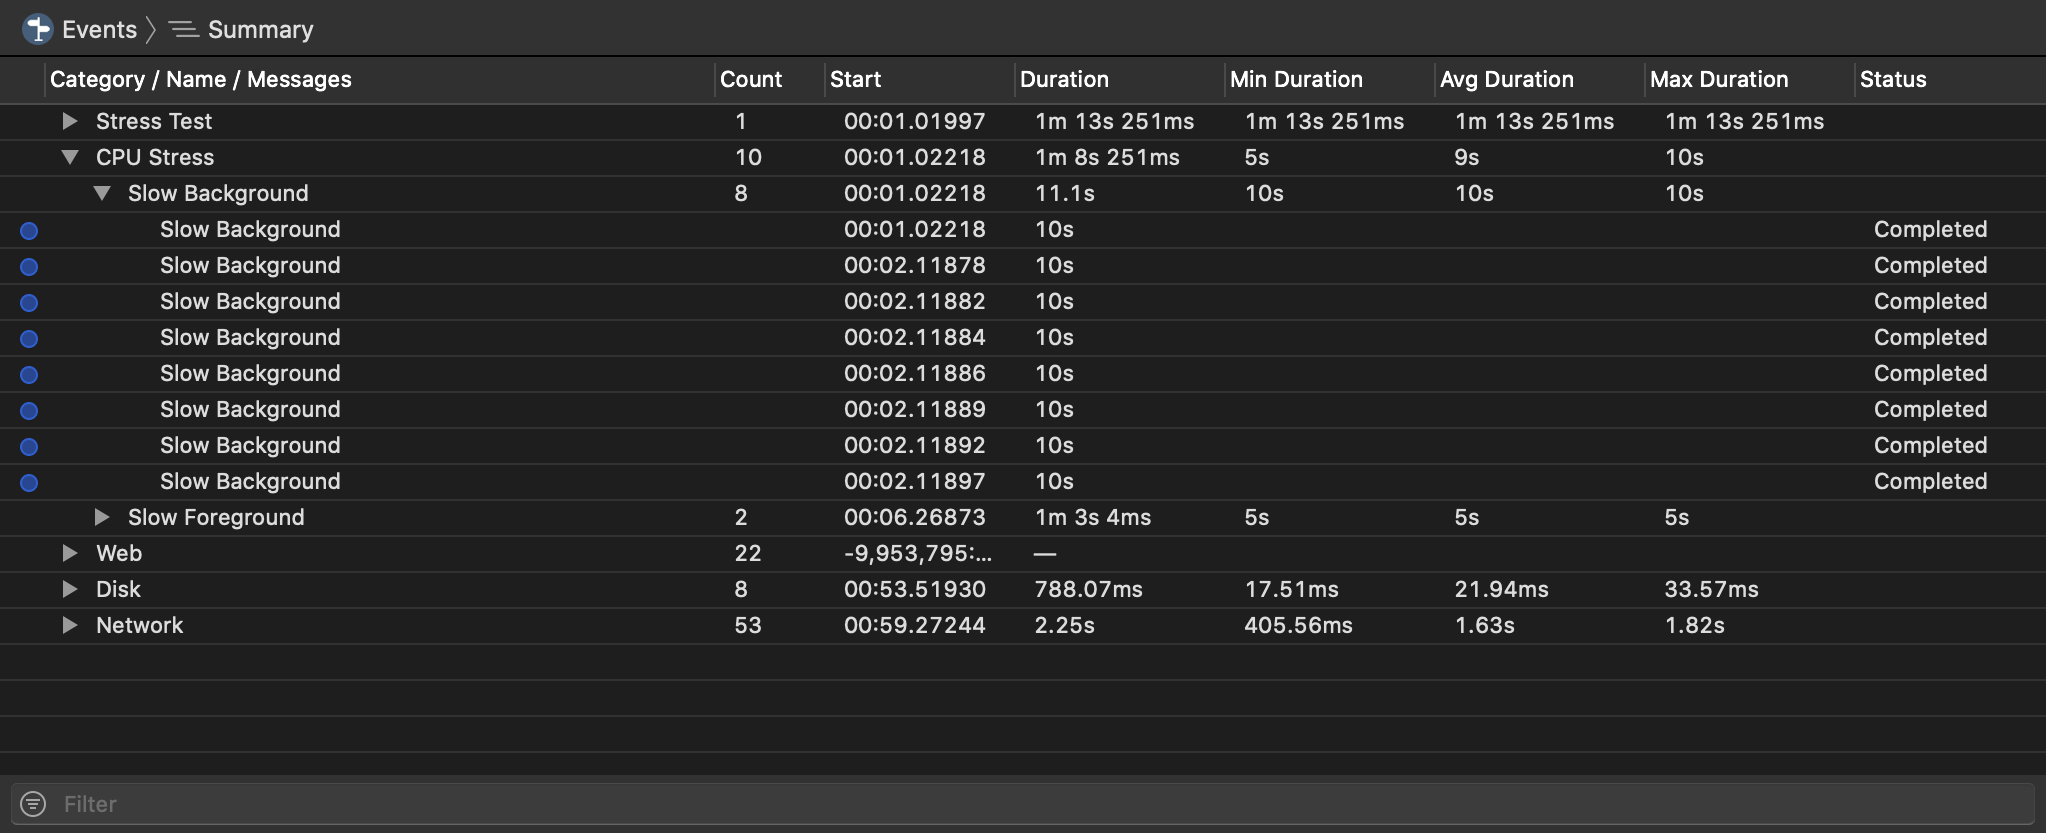 Events Summary
Category / Name / Messages Count Start Duration Min Duration Avg Duration Max Duration Status
Stress Test 1 00:01.01997 1m 13s 251ms 1m 13s 251ms 1m 13s 251ms 1m 13s 251ms
CPU Stress 10 00:01.02218 1m 8s 251ms 5s 9s 10s
Slow Background 8 00:01.02218 11.1s 10s 10s 10s
Slow Background 00:01.02218 10s Completed
Slow Background 00:02.11878 10s Completed
Slow Background 00:02.11882 10s Completed
Slow Background 00:02.11884 10s Completed
Slow Background 00:02.11886 10s Completed
Slow Background 00:02.11889 10s Completed
Slow Background 00:02.11892 10s Completed
Slow Background 00:02.11897 10s Completed
Slow Foreground 2 00:06.26873 1m 3s 4ms 5s 5s 5s
Web 22 -9,953,795:... —
Disk 8 00:53.51930 788.07ms 17.51ms 21.94ms 33.57ms
Network 53 00:59.27244 2.25s 405.56ms 1.63s 1.82s
Filter